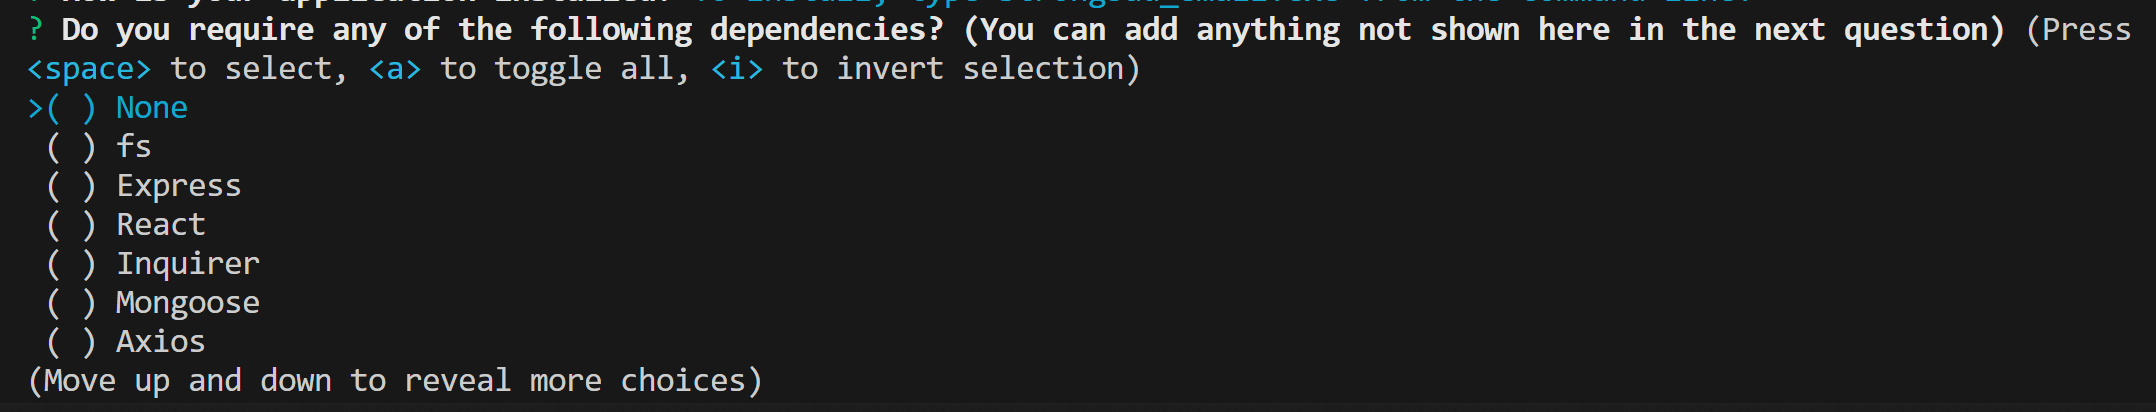 ? Do you require any of the following dependencies? (You can add anything not shown here in the next question) (Press
<space> to select, <a> to toggle all, <i> to invert selection)
>( ) None
( ) fs
( ) Express
( ) React
( ) Inquirer
( ) Mongoose
( ) Axios
(Move up and down to reveal more choices)